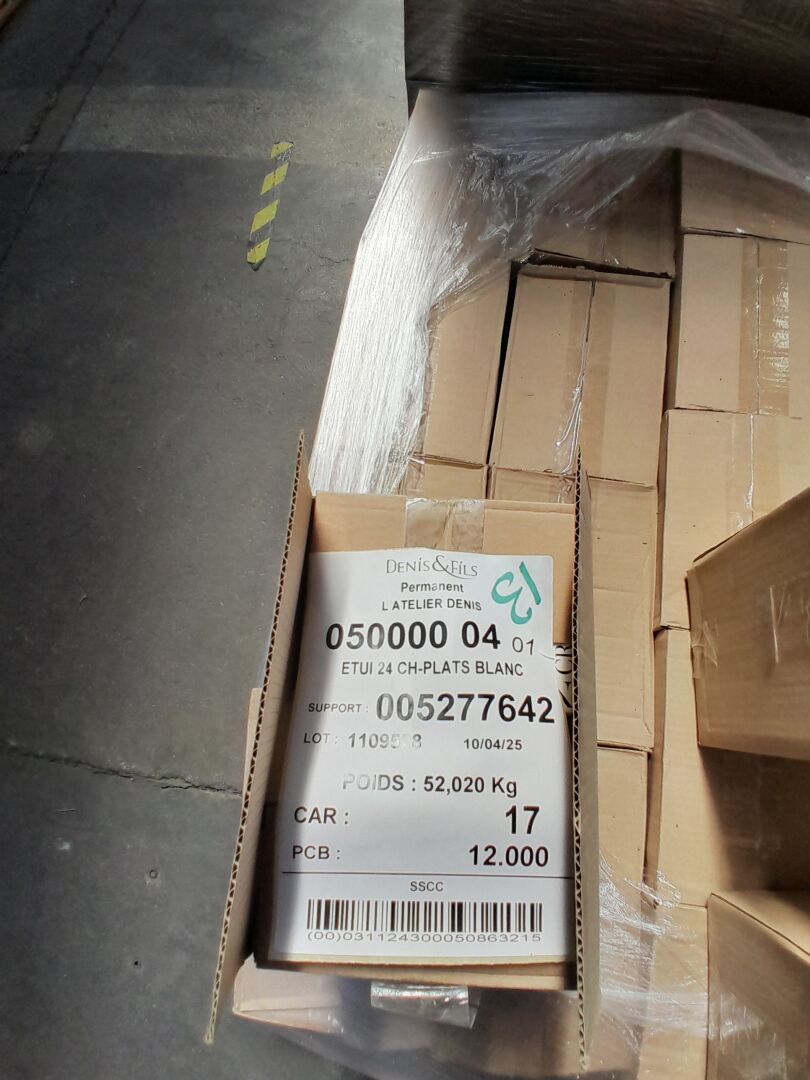 DENIS & FILS
Permanent
L ATELIER DENIS
050000 04 01
ETUI 24 CH-PLATS BLANC
SUPPORT : 005277642
LOT : 10/04/25
POIDS : 52,020 Kg
CAR : 17
PCB : 12.000
SSCC
(00)031124300050863215